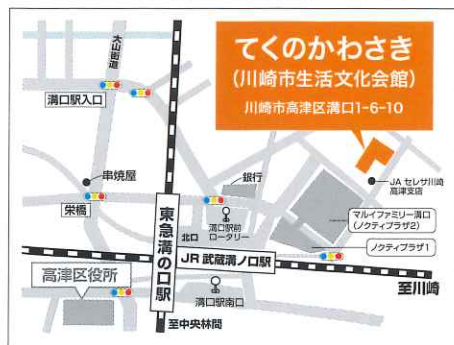 てくのかわさき
(川崎市生活文化会館)
川崎市高津区溝口1-6-10
大山街道
溝口駅入口
串焼屋
栄橋
銀行
溝口駅前
ロータリー
北口
東急溝の口駅
JR 武蔵溝ノ口駅
JA セレサ川崎
高津支店
マルイファミリー溝口
(ノクティプラザ2)
ノクティプラザ1
至川崎
高津区役所
溝口駅南口
至中央林間